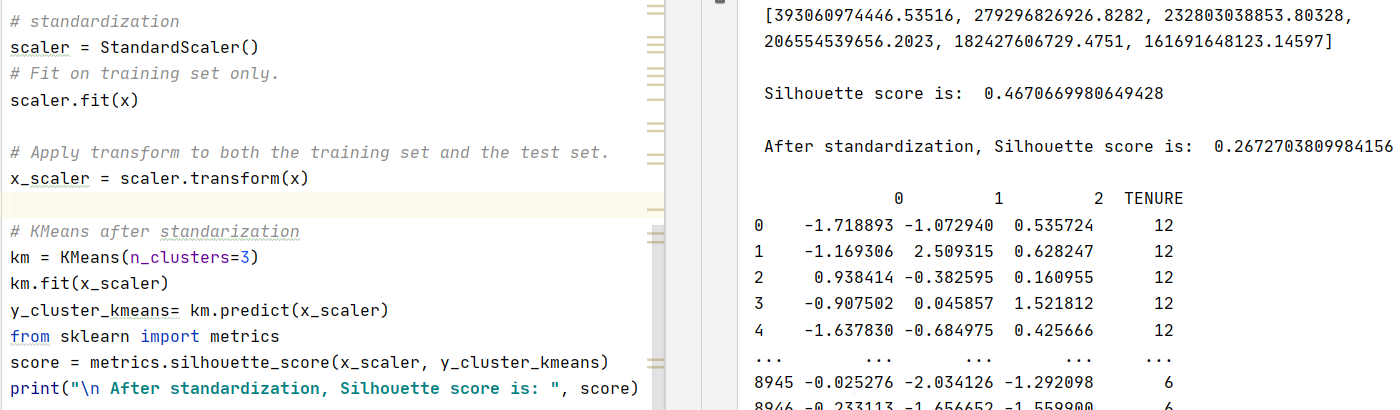 # standardization
scaler = StandardScaler()
# Fit on training set only.
scaler.fit(x)
# Apply transform to both the training set and the test set.
x_scaler = scaler.transform(x)
# KMeans after standarization
km = KMeans(n_clusters=3)
km.fit(x_scaler)
y_cluster_kmeans= km.predict(x_scaler)
from sklearn import metrics
score = metrics.silhouette_score(x_scaler, y_cluster_kmeans)
print("\n After standardization, Silhouette score is: ", score)
[393060974446.53516, 279296826926.8282, 232803038853.80328,
206554539656.2023, 182427606729.4751, 161691648123.14597]
Silhouette score is:  0.4670669980649428
After standardization, Silhouette score is:  0.2672703809984156
0 1 2 TENURE
0 -1.718893 -1.072940 0.535724 12
1 -1.169306 2.509315 0.628247 12
2 0.938414 -0.382595 0.160955 12
3 -0.907502 0.045857 1.521812 12
4 -1.637830 -0.684975 0.425666 12
... ... ... ... ...
8945 -0.025276 -2.034126 -1.292098 6
8946 -0.233113 -1.656652 -1.559900 6